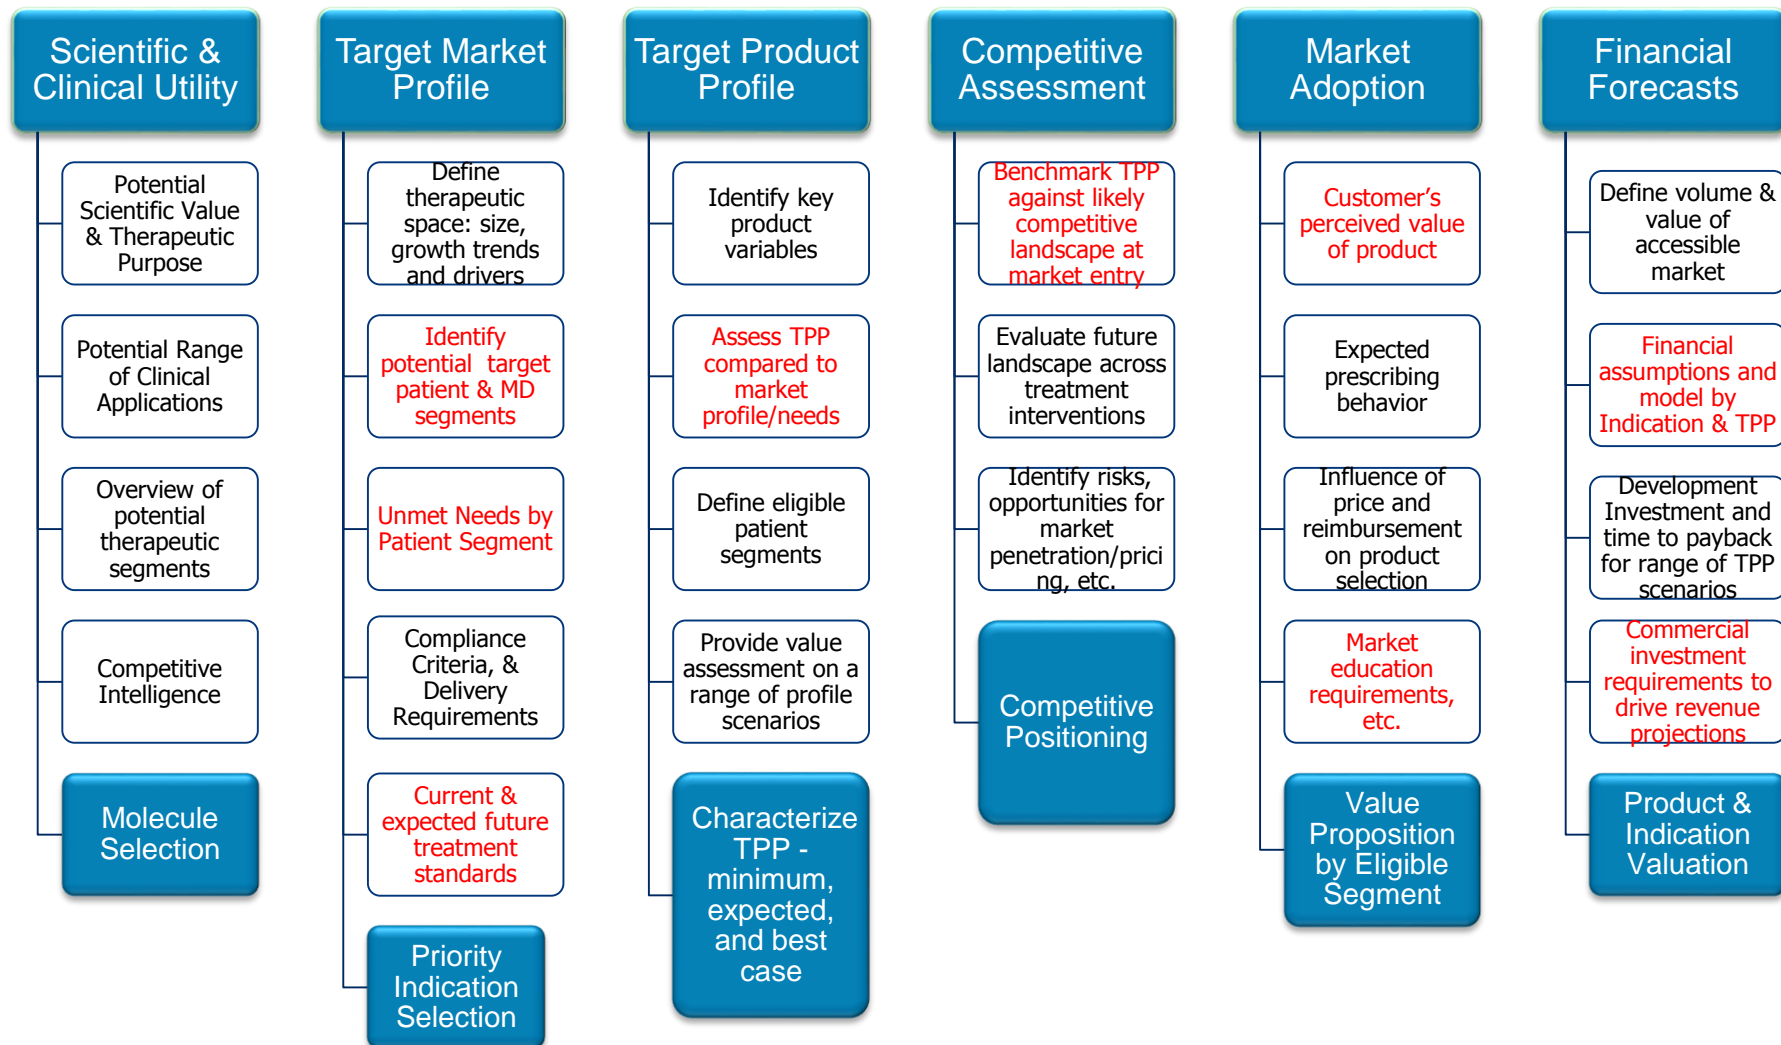 Scientific &
Clinical Utility
Potential
Scientific Value
& Therapeutic
Purpose
Potential Range
of Clinical
Applications
Overview of
potential
therapeutic
segments
Competitive
Intelligence
Molecule
Selection
Target Market
Profile
Define
therapeutic
space: size,
growth trends
and drivers
Identify
potential target
patient & MD
segments
Unmet Needs by
Patient Segment
Compliance
Criteria, &
Delivery
Requirements
Current &
expected future
treatment
standards
Priority
Indication
Selection
Target Product
Profile
Identify key
product
variables
Assess TPP
compared to
market
profile/needs
Define eligible
patient
segments
Provide value
assessment on a
range of profile
scenarios
Characterize
TPP -
minimum,
expected,
and best
case
Competitive
Assessment
Benchmark TPP
against likely
competitive
landscape at
market entry
Evaluate future
landscape across
treatment
interventions
Identify risks,
opportunities for
market
penetration/prici
ng, etc.
Competitive
Positioning
Market
Adoption
Customer’s
perceived value
of product
Expected
prescribing
behavior
Influence of
price and
reimbursement
on product
selection
Market
education
requirements,
etc.
Value
Proposition
by Eligible
Segment
Financial
Forecasts
Define volume &
value of
accessible
market
Financial
assumptions and
model by
Indication & TPP
Development
Investment and
time to payback
for range of TPP
scenarios
Commercial
investment
requirements to
drive revenue
projections
Product &
Indication
Valuation